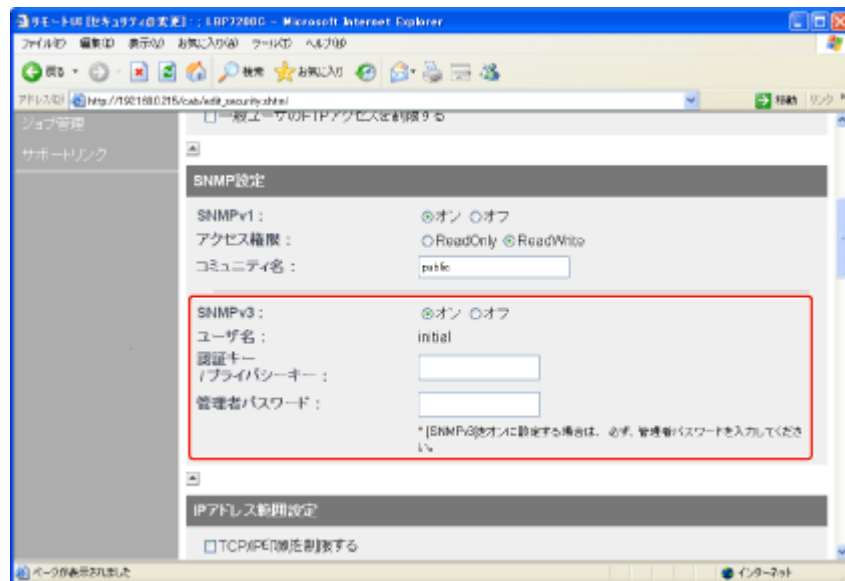 リモートUI [セキュリティの変更] : ; LBP7200C - Microsoft Internet Explorer
ファイル(F) 編集(E) 表示(V) お気に入り(A) ツール(T) ヘルプ(H)
戻る 検索 お気に入り
アドレス(D) http://192.168.0.215/cab/edit_security.shtml 移動 リンク
ジョブ管理
一般ユーザのFTPアクセスを制限する
サポートリンク
SNMP設定
SNMPv1 : オン オフ
アクセス権限 : ReadOnly ReadWrite
コミュニティ名 : public
SNMPv3 : オン オフ
ユーザ名 : initial
認証キー
/プライバシーキー :
管理者パスワード :
* [SNMPv3]をオンに設定する場合は、必ず、管理者パスワードを入力してくださ
い。
IPアドレス範囲設定
を制限する
ページが表示されました インターネット